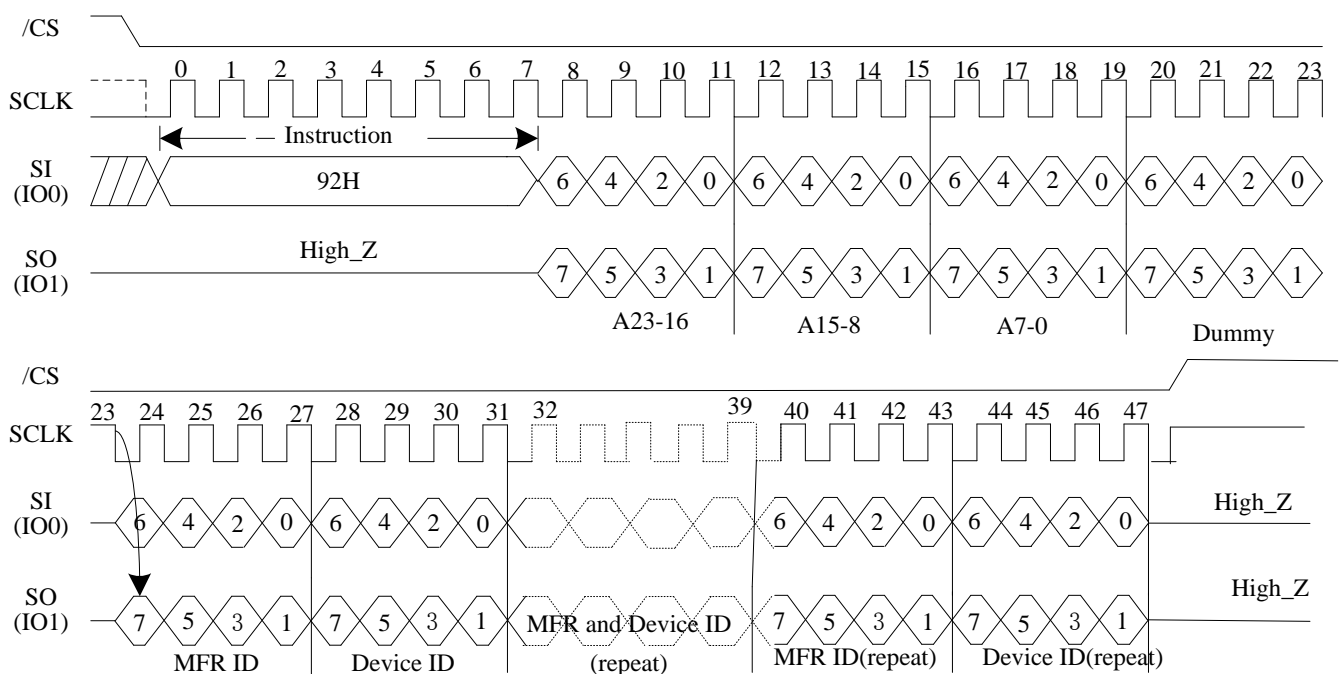 /CS
0 1 2 3 4 5 6 7 8 9 10 11 12 13 14 15 16 17 18 19 20 21 22 23
SCLK
Instruction
SI
(IO0)
92H
6 4 2 0 6 4 2 0 6 4 2 0 6 4 2 0
High_Z
SO
(IO1)
7 5 3 1 7 5 3 1 7 5 3 1 7 5 3 1
A23-16 A15-8 A7-0 Dummy
/CS
23 24 25 26 27 28 29 30 31 32 39 40 41 42 43 44 45 46 47
SCLK
SI
(IO0)
6 4 2 0 6 4 2 0 6 4 2 0 6 4 2 0
High_Z
SO
(IO1)
7 5 3 1 7 5 3 1 MFR and Device ID 7 5 3 1 7 5 3 1
High_Z
MFR ID Device ID (repeat) MFR ID(repeat) Device ID(repeat)